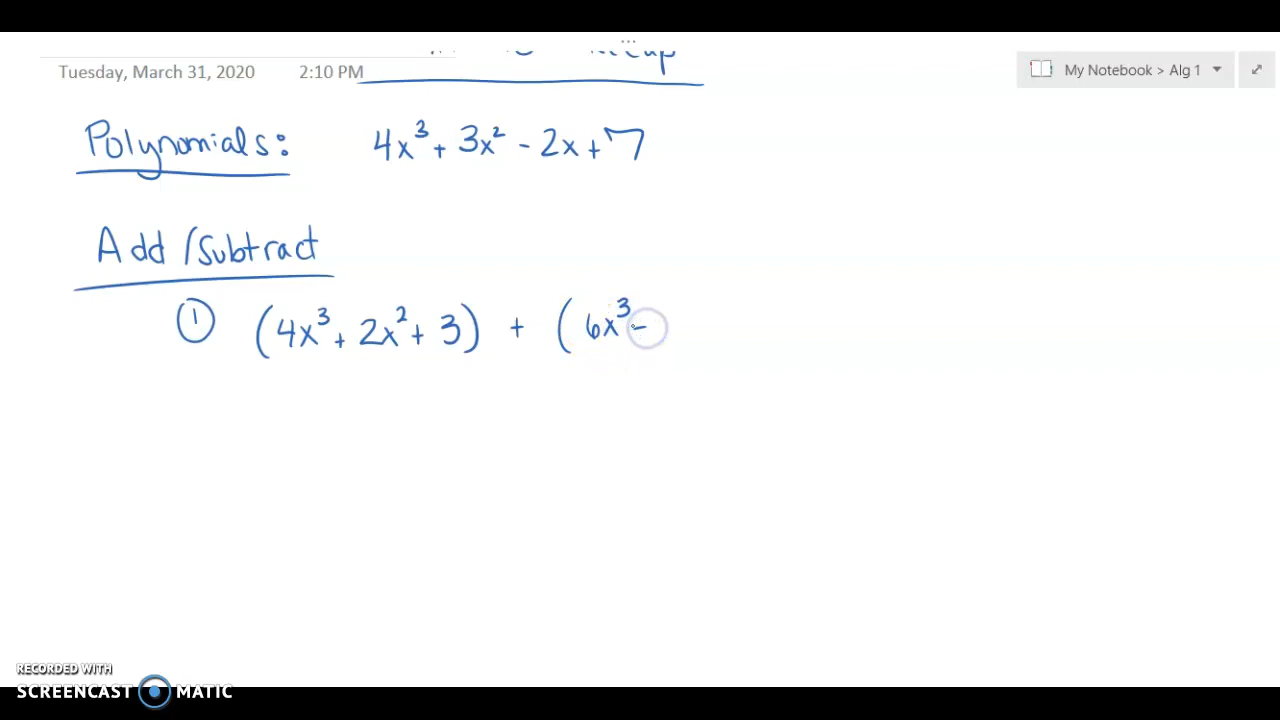 Tuesday, March 31, 2020 2:10 PM
My Notebook > Alg 1
Polynomials: 4x³ + 3x² - 2x + 7
Add/Subtract
① (4x³ + 2x² + 3) + (6x³ -
RECORDED WITH
SCREENCAST MATIC